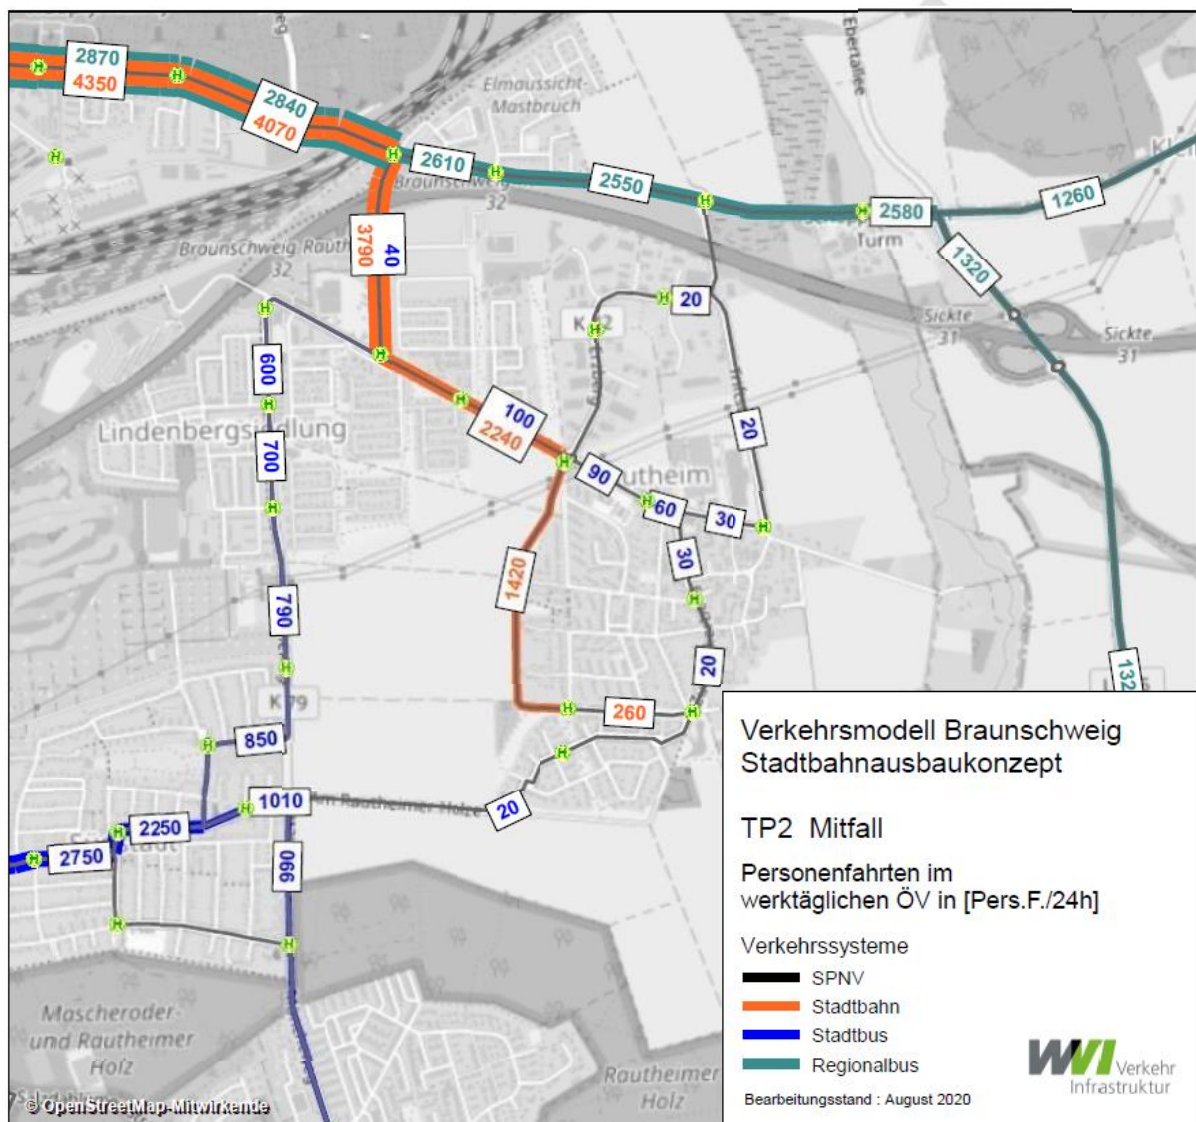 2870
4350
2840
4070
Elmaussicht-
Mastbruch
Ebertallee
2610
2550
2580
1260
32
Turm
1320
3790
40
Braunschweig Rauth
32
20
Sickte
31
Sickte
31
600
100
2240
Lindenbergsiedlung
20
700
90
60
30
30
1420
790
20
132
260
K 79
850
1010
Am Rautheimer Holze
20
2250
2750
990
Mascheroder-
und Rautheimer
Holz
Rautheimer
Holz
© OpenStreetMap-Mitwirkende
Verkehrsmodell Braunschweig
Stadtbahnausbaukonzept
TP2 Mitfall
Personenfahrten im
werktäglichen ÖV in [Pers.F./24h]
Verkehrssysteme
SPNV
Stadtbahn
Stadtbus
Regionalbus
WVI Verkehr
Infrastruktur
Bearbeitungsstand : August 2020